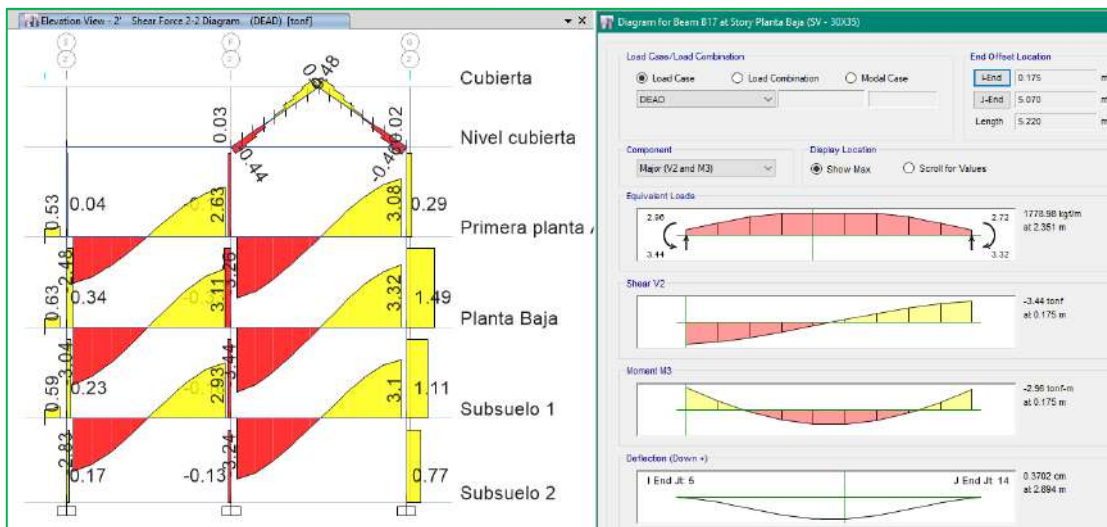 Elevation View - 2' Shear Force 2-2 Diagram (DEAD) [tonf]
F
2
G
2
Cubierta
Nivel cubierta
Primera planta
Planta Baja
Subsuelo 1
Subsuelo 2
0.03
-0.44
-0.46
0.02
0.53
0.04
2.63
3.08
0.29
-2.48
-3.26
0.63
0.34
3.11
3.32
1.49
-3.04
-3.44
0.59
0.23
2.93
3.1
1.11
-2.83
-3.24
0.17
-0.13
0.77
Diagram for Beam B17 at Story Planta Baja (SV - 30X35)
Load Case/Load Combination
Load Case
Load Combination
Modal Case
DEAD
End Offset Location
I-End
0.175
m
J-End
5.070
m
Length
5.220
m
Component
Major (V2 and M3)
Display Location
Show Max
Scroll for Values
Equivalent Loads
2.96
2.72
3.44
3.32
1778.98 kgf/m
at 2.351 m
Shear V2
-3.44 tonf
at 0.175 m
Moment M3
-2.96 tonf-m
at 0.175 m
Deflection (Down +)
I End Jt: 5
J End Jt: 14
0.3702 cm
at 2.694 m